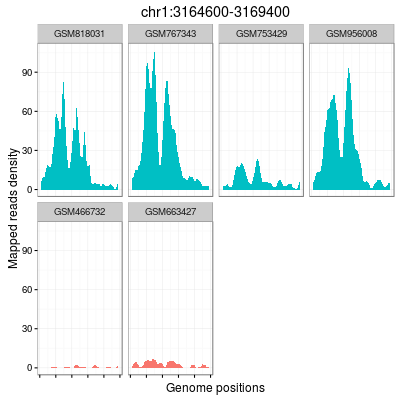 chr1:3164600-3169400
GSM818031 GSM767343 GSM753429 GSM956008
90
60
30
0
Mapped reads density
GSM466732 GSM663427
90
60
30
0
Genome positions